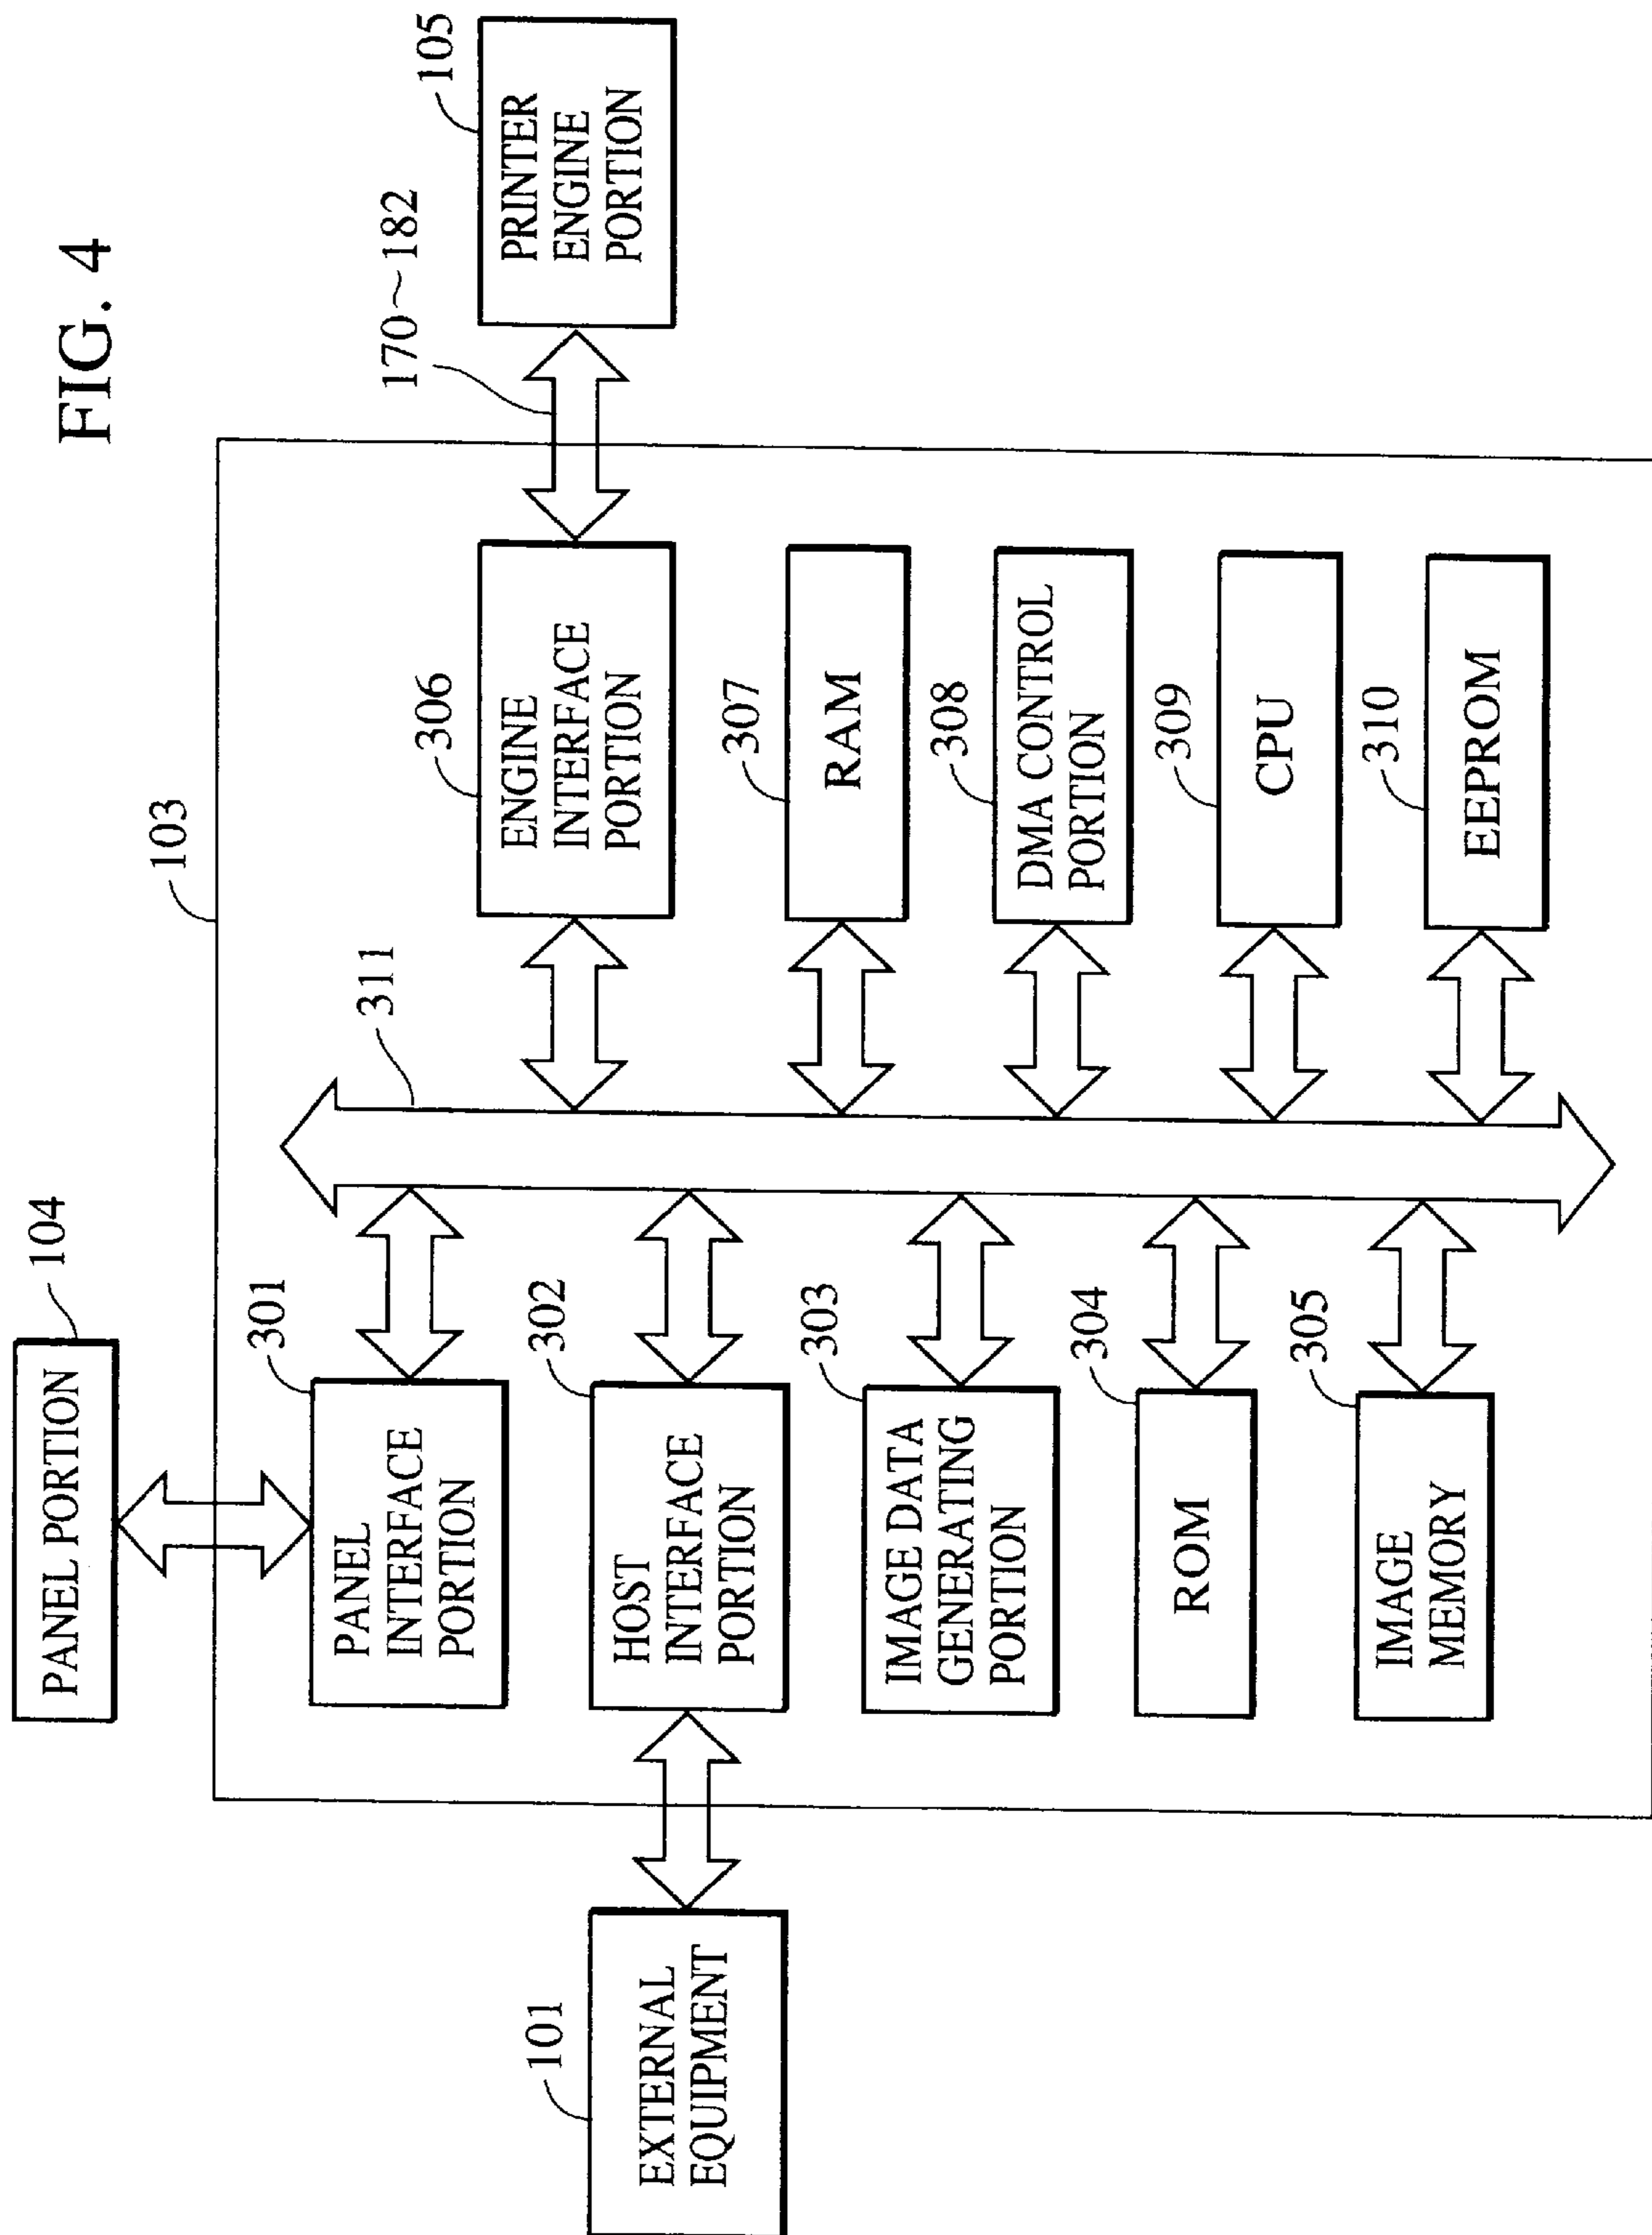 FIG. 4
104
PANEL PORTION
103
311
301
PANEL
INTERFACE
PORTION
306
ENGINE
INTERFACE
PORTION
170~182
105
PRINTER
ENGINE
PORTION
101
EXTERNAL
EQUIPMENT
302
HOST
INTERFACE
PORTION
307
RAM
303
IMAGE DATA
GENERATING
PORTION
308
DMA CONTROL
PORTION
304
ROM
309
CPU
305
IMAGE
MEMORY
310
EEPROM